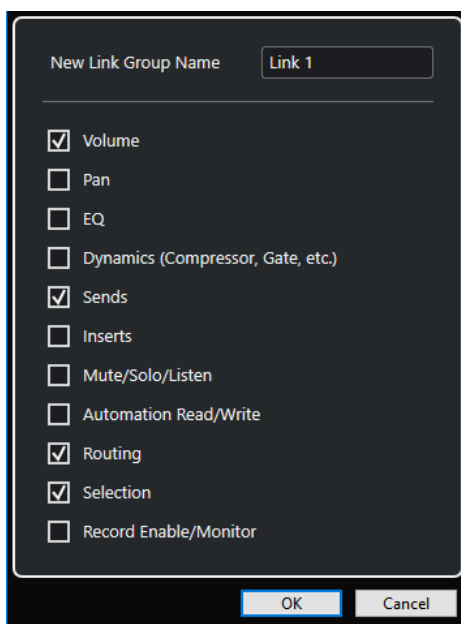 New Link Group Name Link 1
Volume
Pan
EQ
Dynamics (Compressor, Gate, etc.)
Sends
Inserts
Mute/Solo/Listen
Automation Read/Write
Routing
Selection
Record Enable/Monitor
OK Cancel